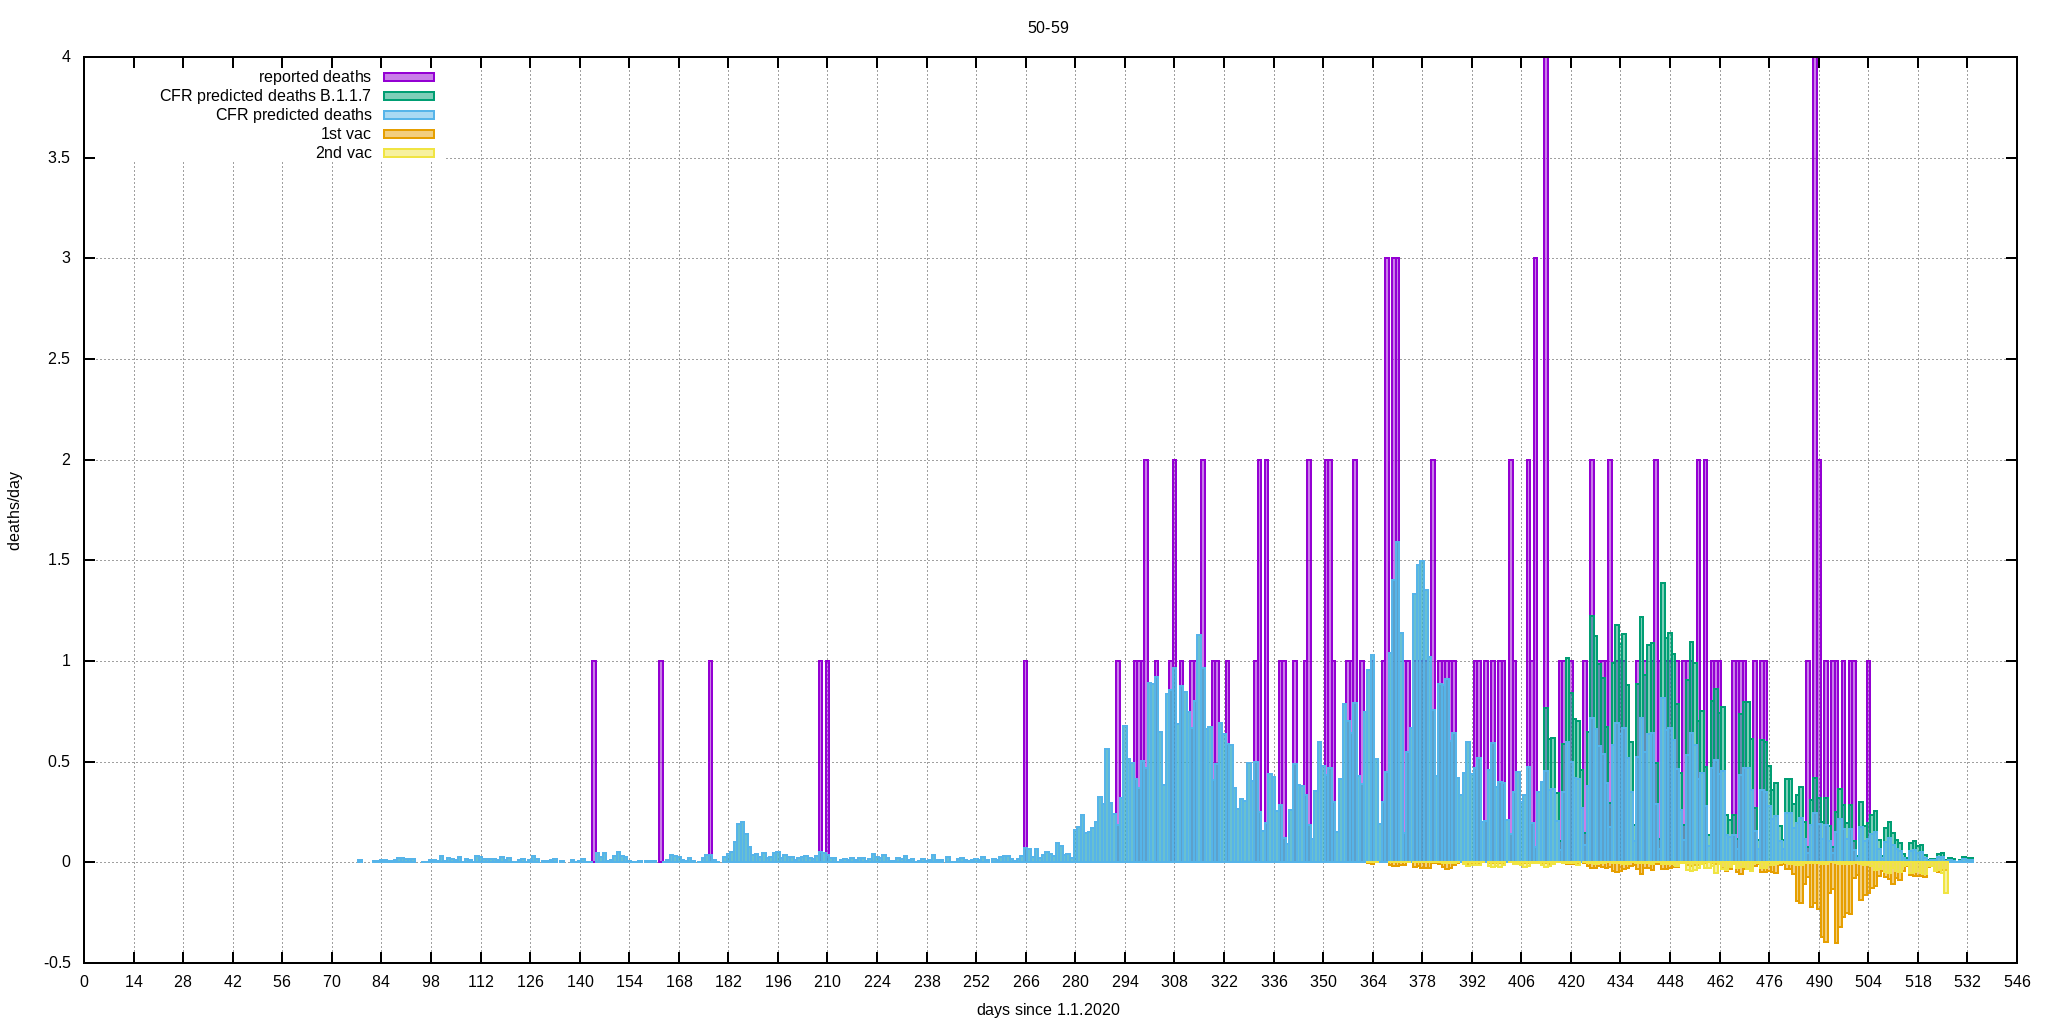 50-59
4
3.5
3
2.5
2
1.5
1
0.5
0
-0.5
reported deaths
CFR predicted deaths B.1.1.7
CFR predicted deaths
1st vac
2nd vac
deaths/day
0 14 28 42 56 70 84 98 112 126 140 154 168 182 196 210 224 238 252 266 280 294 308 322 336 350 364 378 392 406 420 434 448 462 476 490 504 518 532 546
days since 1.1.2020